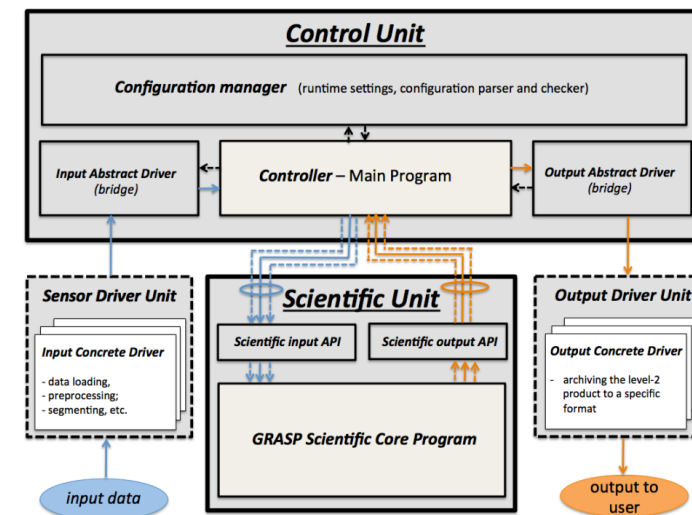 Control Unit
Configuration manager (runtime settings, configuration parser and checker)
Input Abstract Driver
(bridge)
Controller – Main Program
Output Abstract Driver
(bridge)
Sensor Driver Unit
Input Concrete Driver
- data loading,
- preprocessing;
- segmenting, etc.
Scientific Unit
Scientific input API
Scientific output API
GRASP Scientific Core Program
Output Driver Unit
Output Concrete Driver
- archiving the level-2
product to a specific
format
input data
output to
user